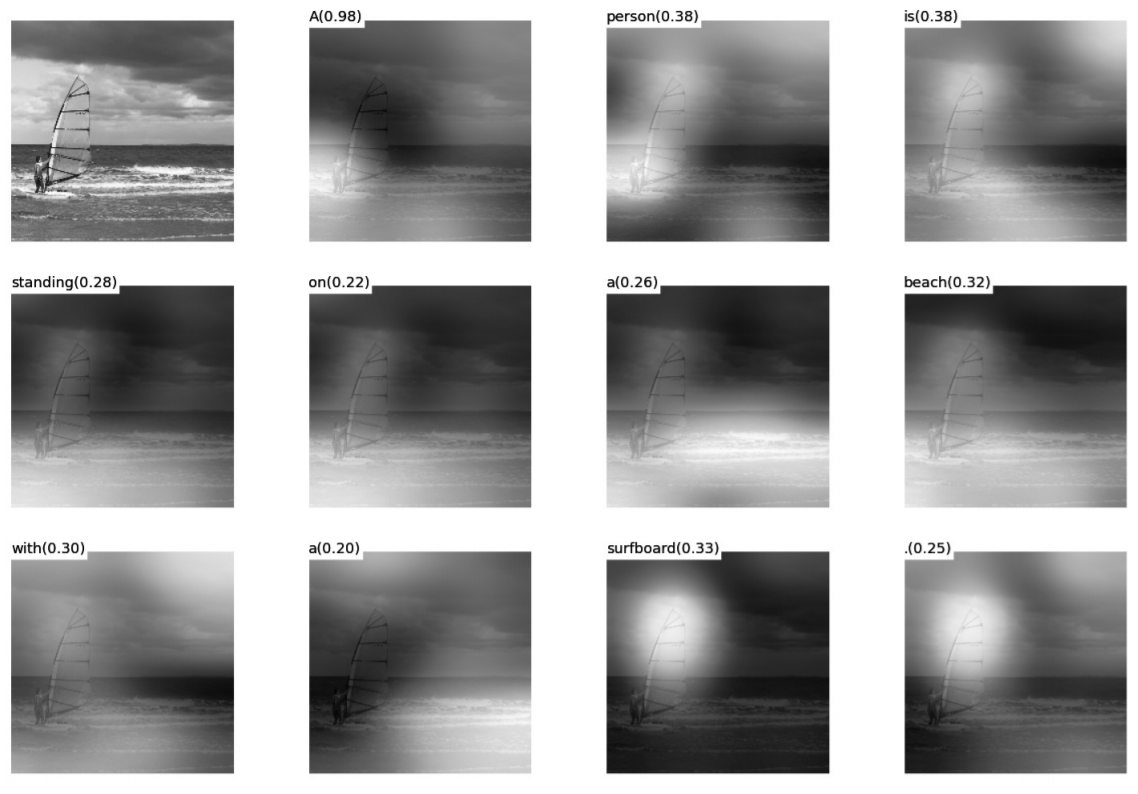 A(0.98)
person(0.38)
is(0.38)
standing(0.28)
on(0.22)
a(0.26)
beach(0.32)
with(0.30)
a(0.20)
surfboard(0.33)
.(0.25)